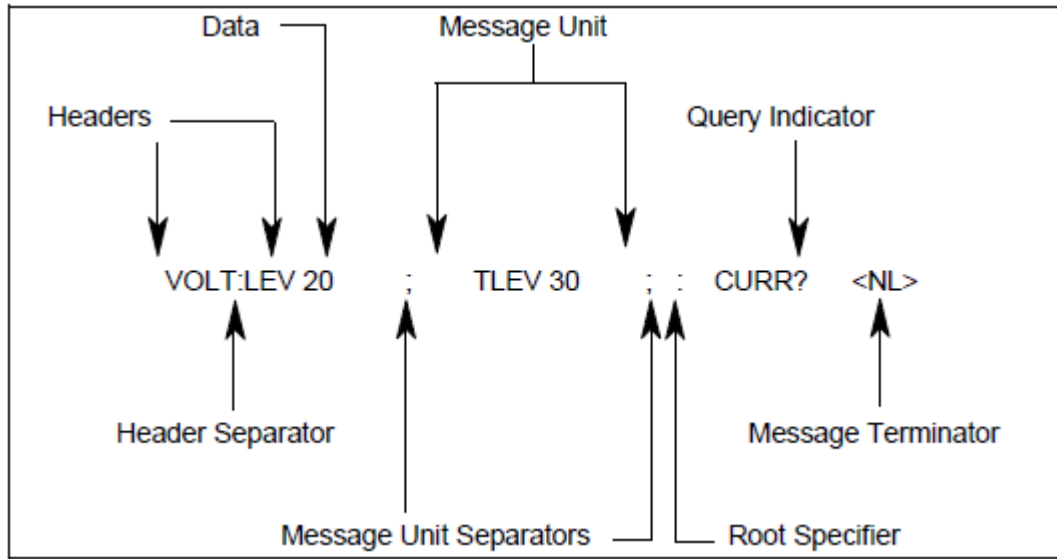 Data Message Unit
Headers Query Indicator
VOLT:LEV 20 ; TLEV 30 ; : CURR? <NL>
Header Separator Message Terminator
Message Unit Separators Root Specifier